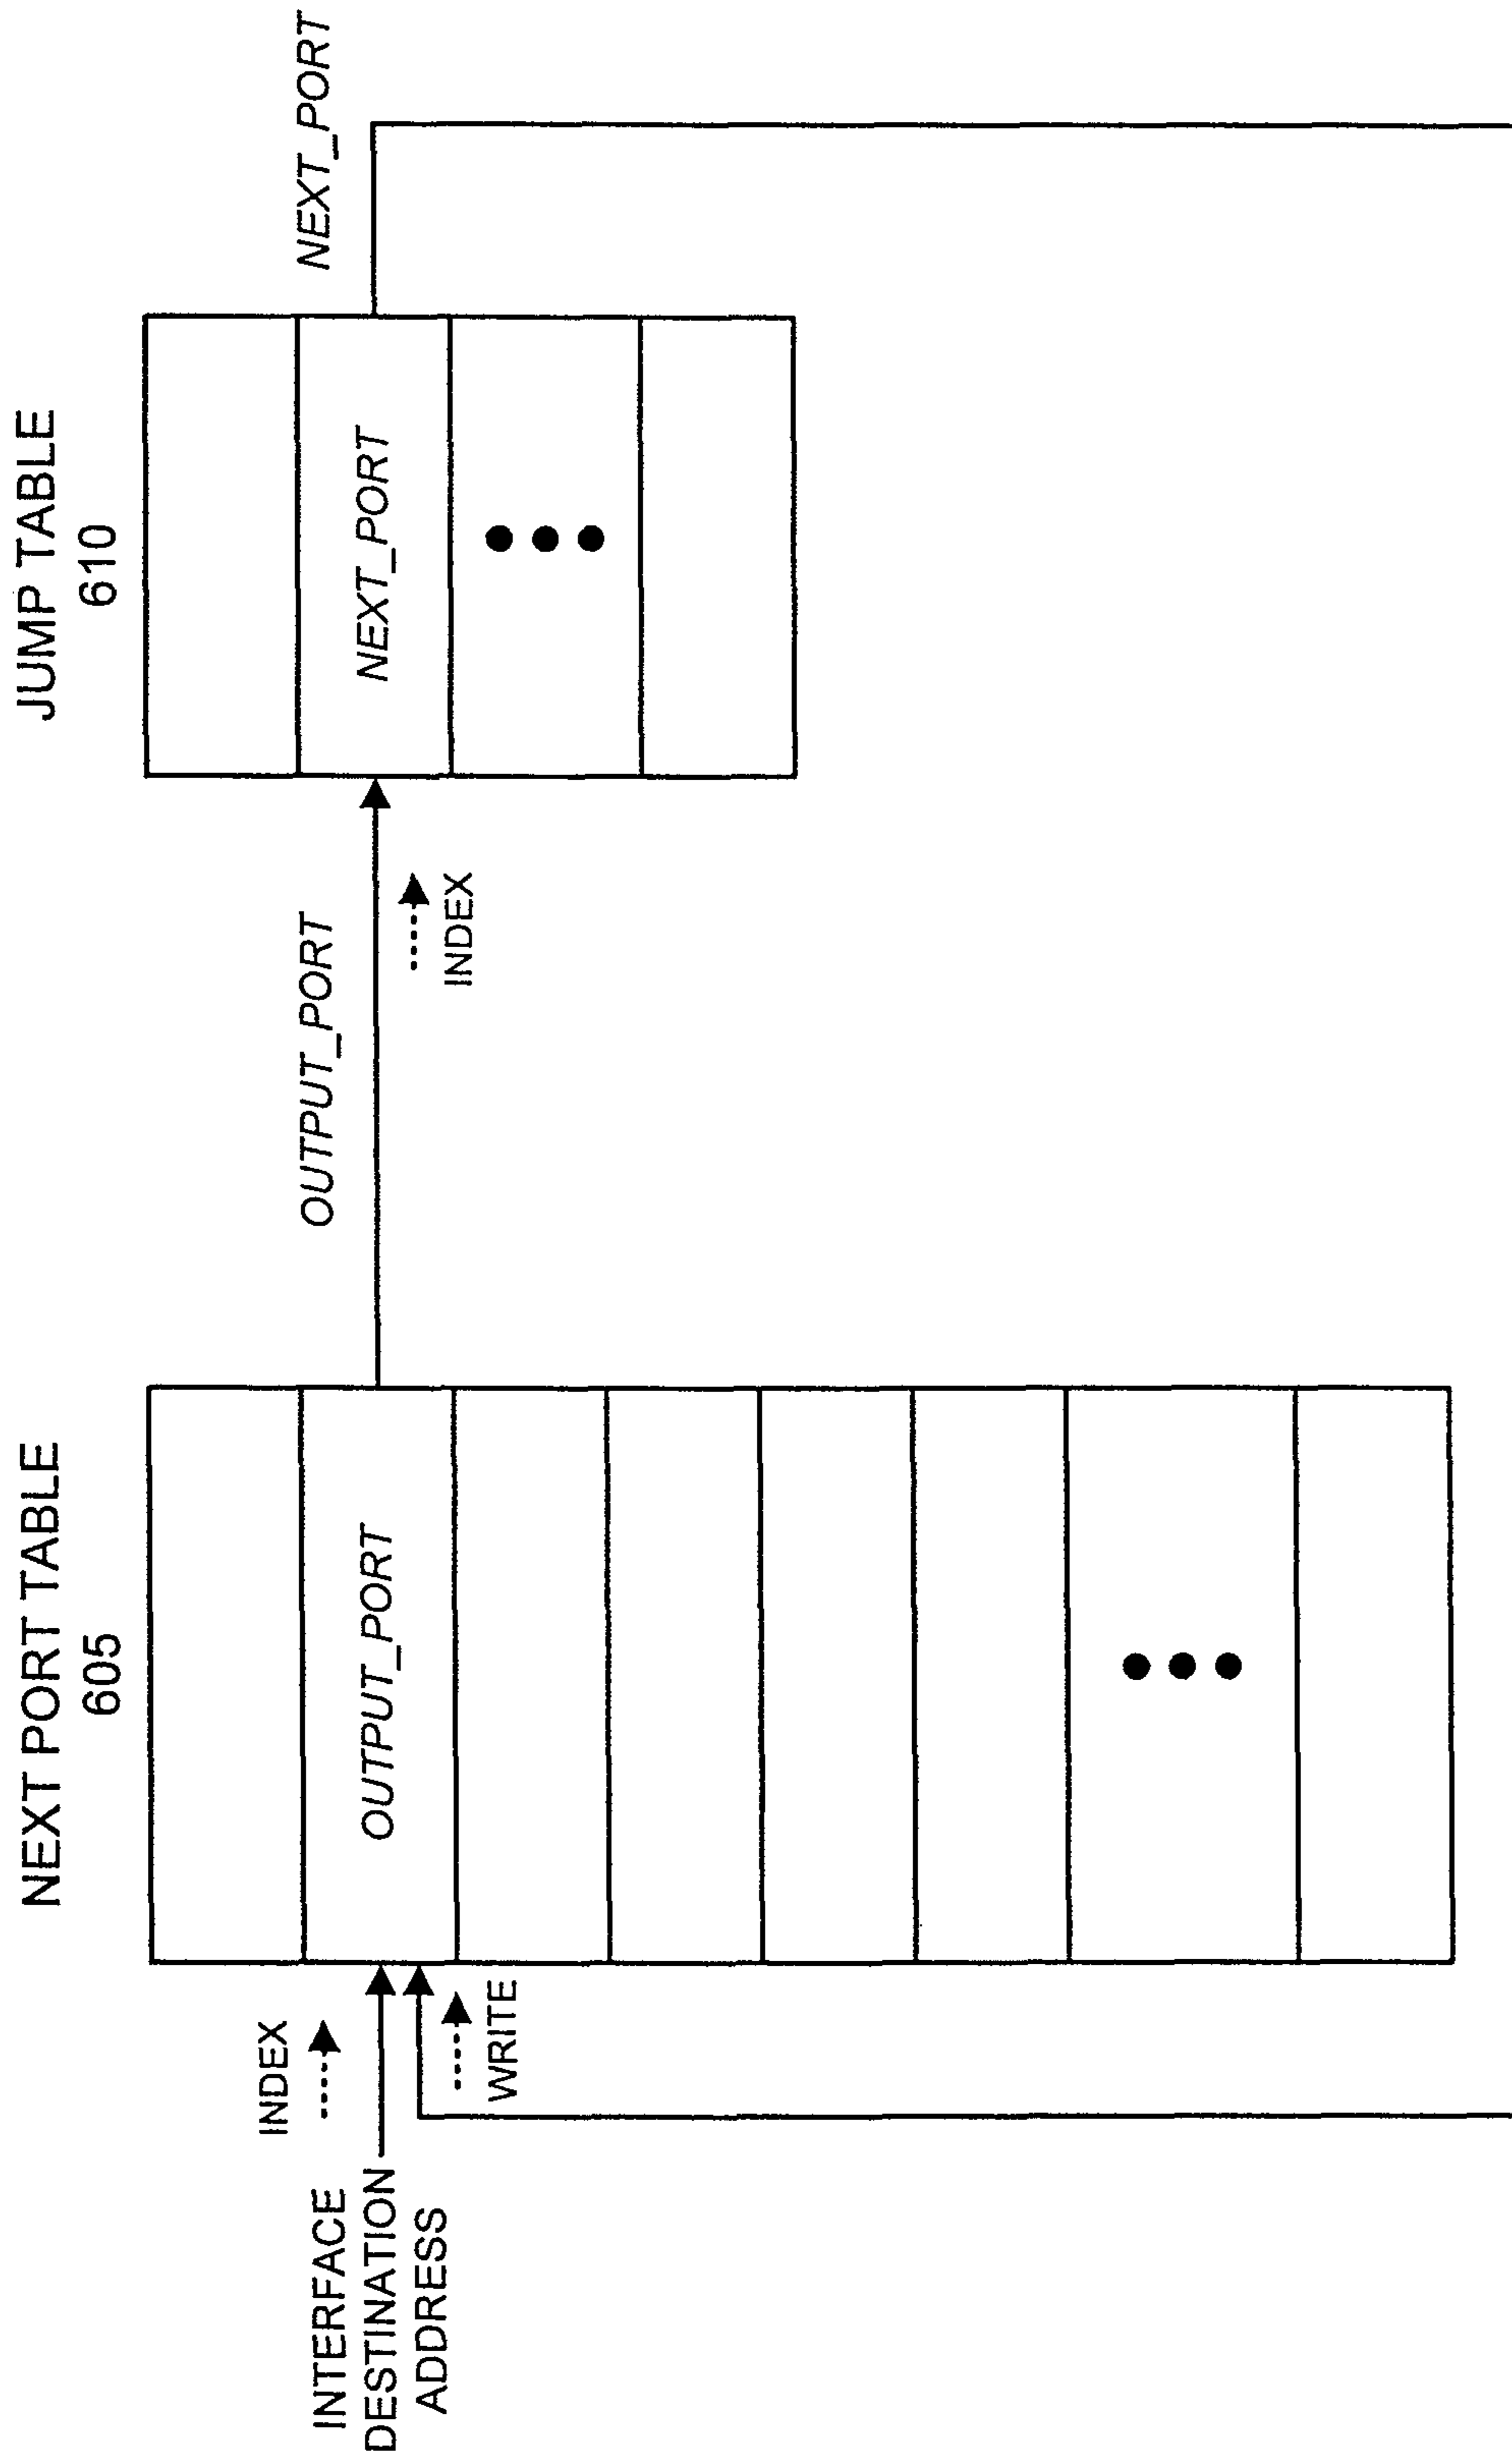 NEXT PORT TABLE
605
JUMP TABLE
610
INDEX
INTERFACE
DESTINATION
ADDRESS
WRITE
OUTPUT_PORT
OUTPUT_PORT
INDEX
NEXT_PORT
NEXT_PORT